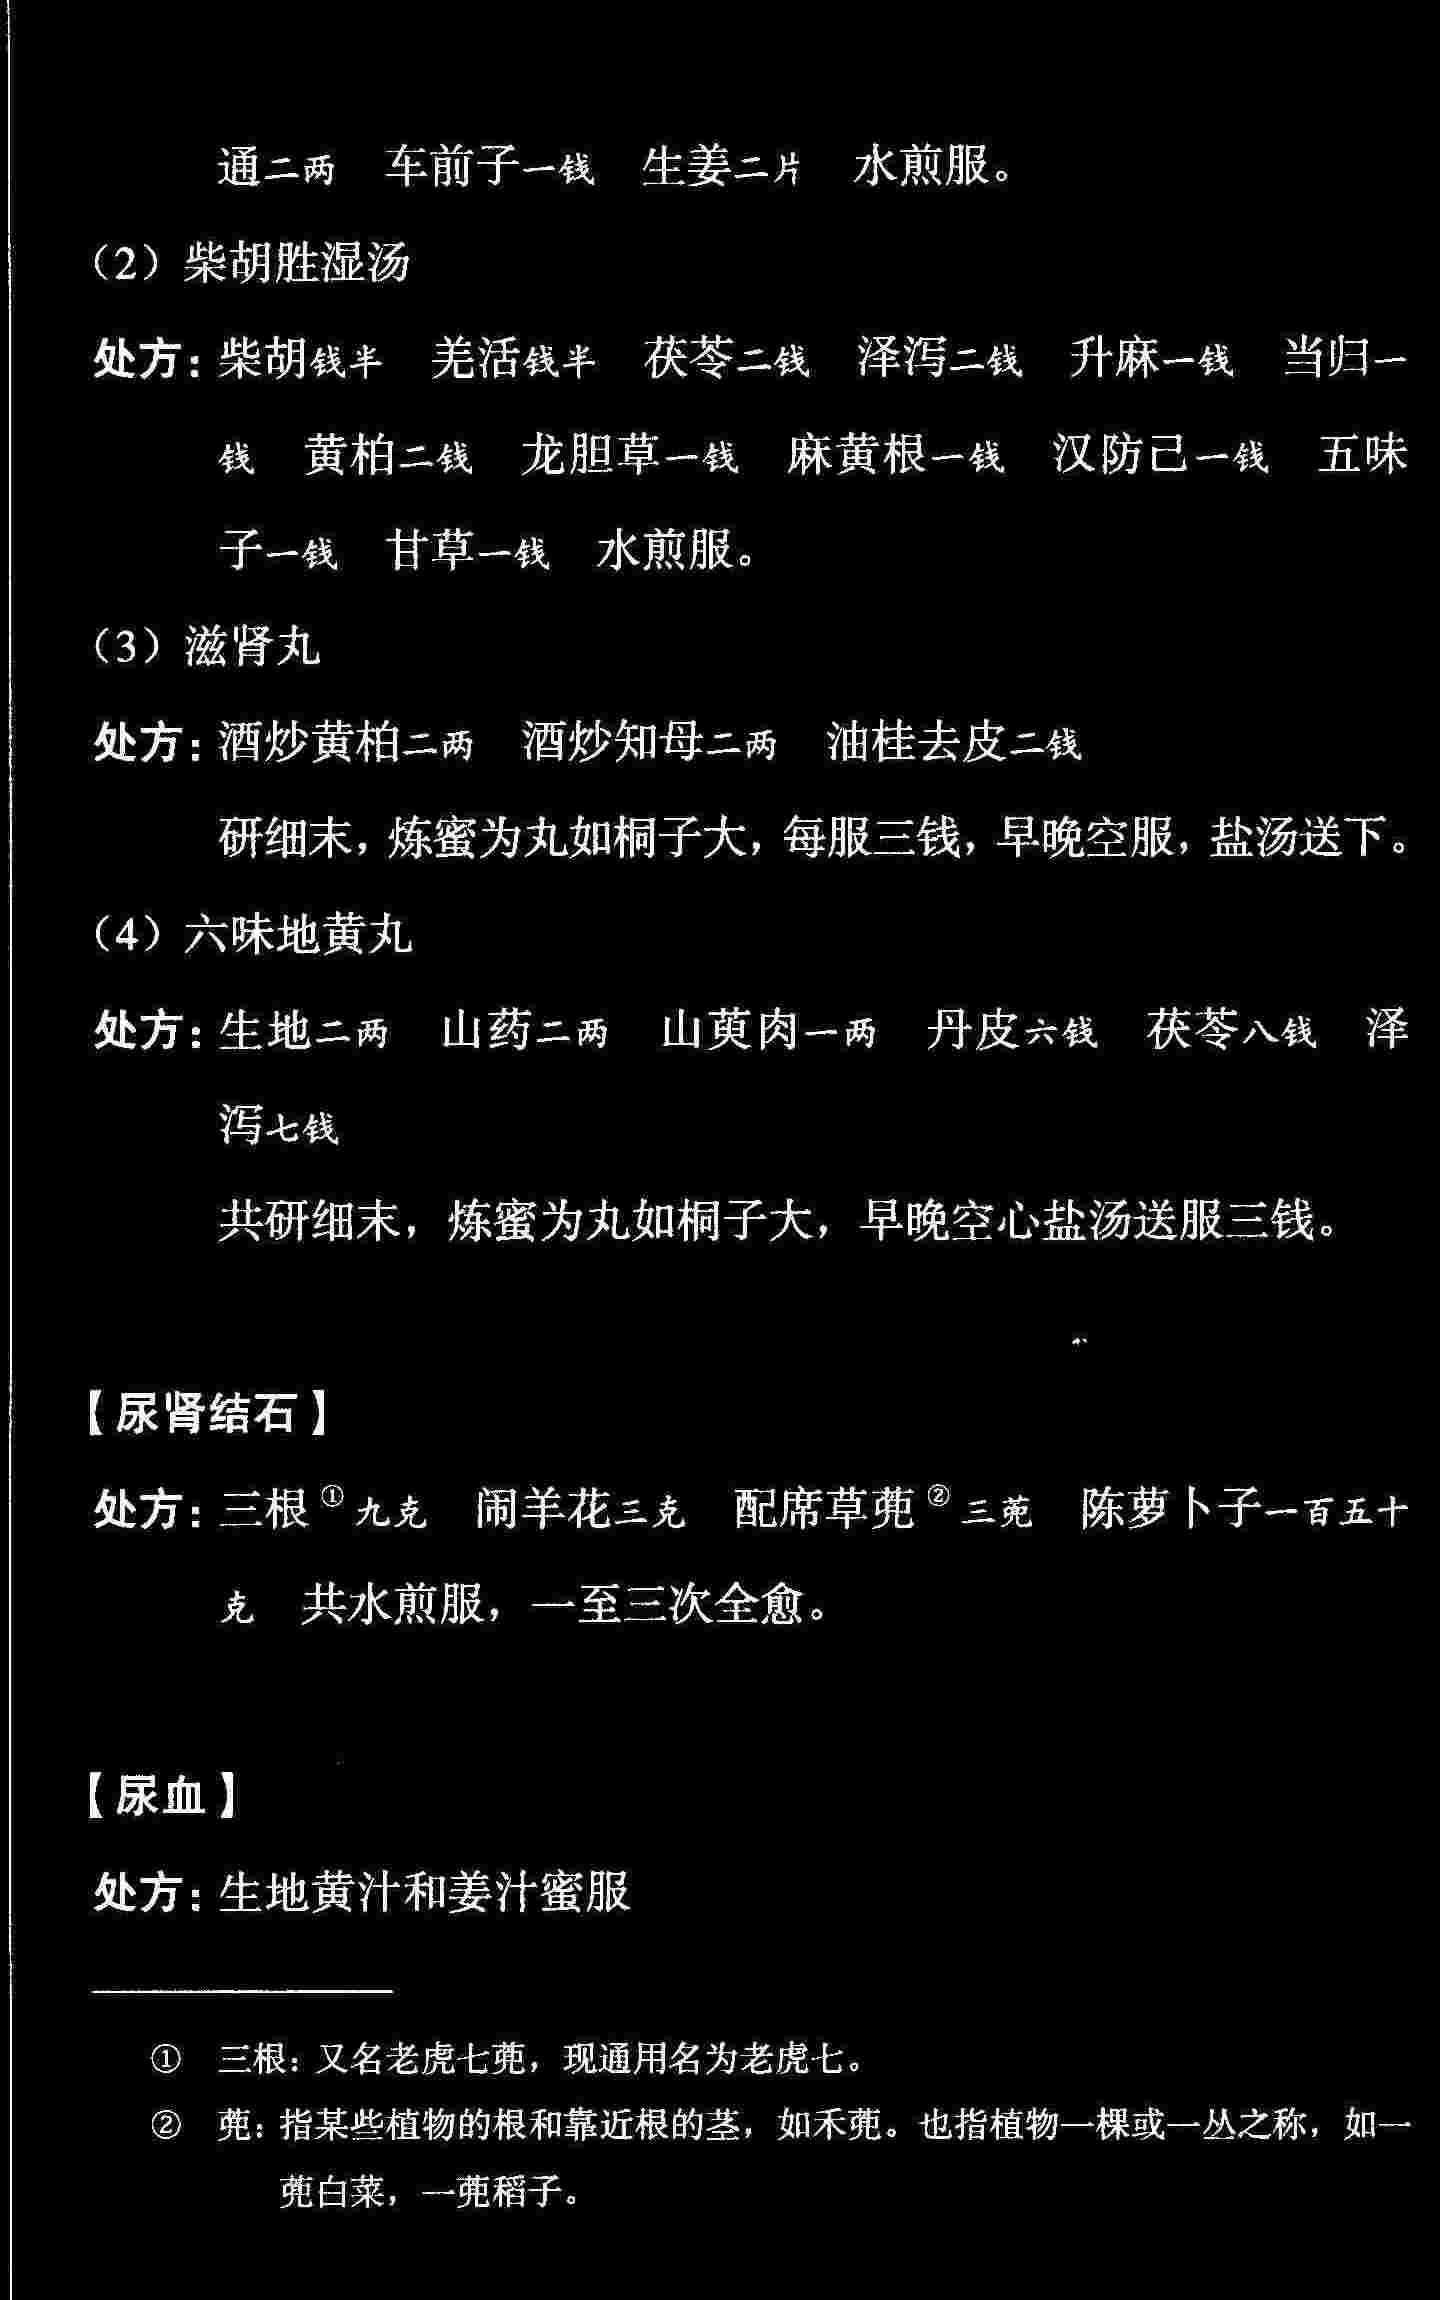 通二两 车前子一钱 生姜二片 水煎服。
（2）柴胡胜湿汤
处方：柴胡钱半 羌活钱半 茯苓二钱 泽泻二钱 升麻一钱 当归一
钱 黄柏二钱 龙胆草一钱 麻黄根一钱 汉防己一钱 五味
子一钱 甘草一钱 水煎服。
（3）滋肾丸
处方：酒炒黄柏二两 酒炒知母二两 油桂去皮二钱
研细末，炼蜜为丸如桐子大，每服三钱，早晚空服，盐汤送下。
（4）六味地黄丸
处方：生地二两 山药二两 山萸肉一两 丹皮六钱 茯苓八钱 泽
泻七钱
共研细末，炼蜜为丸如桐子大，早晚空心盐汤送服三钱。
【尿肾结石】
处方：三根①九克 闹羊花三克 配席草蔸②三蔸 陈萝卜子一百五十
克 共水煎服，一至三次全愈。
【尿血】
处方：生地黄汁和姜汁蜜服
① 三根：又名老虎七蔸，现通用名为老虎七。
② 蔸：指某些植物的根和靠近根的茎，如禾蔸。也指植物一棵或一丛之称，如一
蔸白菜，一蔸稻子。